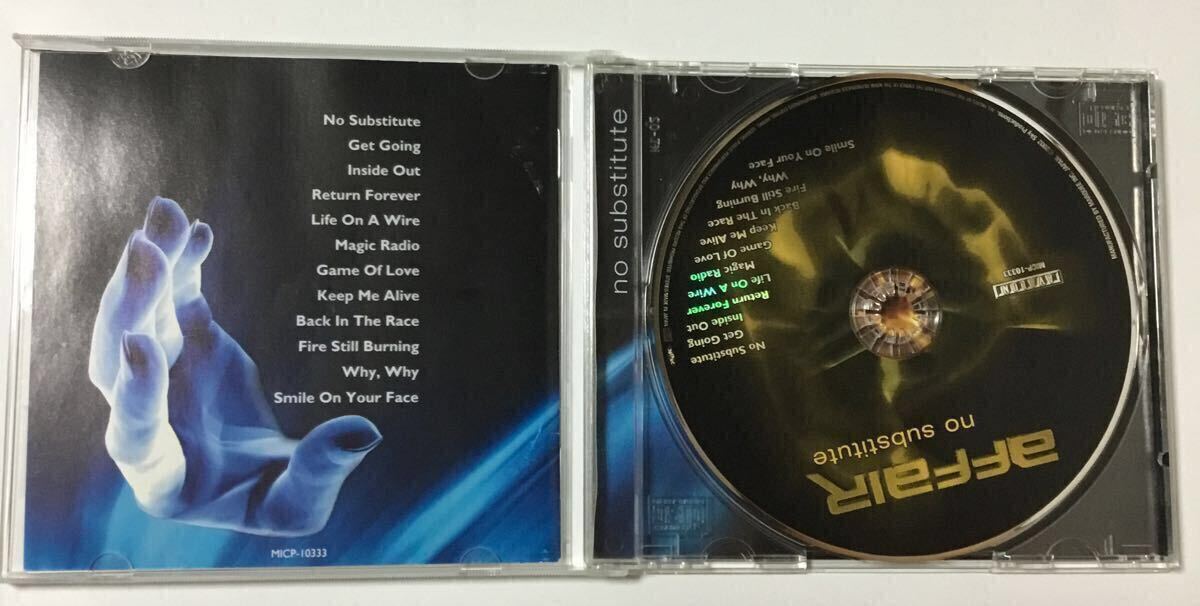 No Substitute
Get Going
Inside Out
Return Forever
Life On A Wire
Magic Radio
Game Of Love
Keep Me Alive
Back In The Race
Fire Still Burning
Why, Why
Smile On Your Face
MICP-10333
no substitute
affair
no substitute
No Substitute
Get Going
Inside Out
Return Forever
Life On A Wire
Magic Radio
Game Of Love
Keep Me Alive
Back In The Race
Fire Still Burning
Why, Why
Smile On Your Face
AVALON
MICP-10333